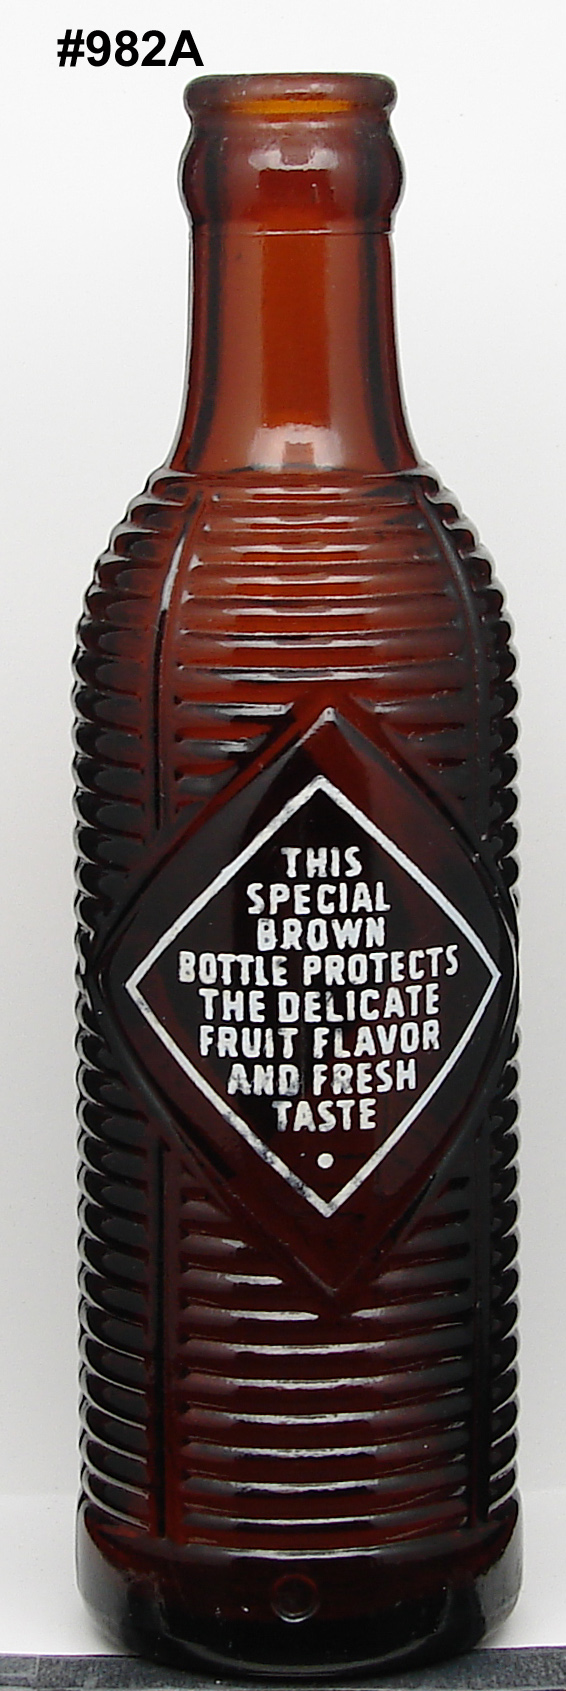 #982A
THIS
SPECIAL
BROWN
BOTTLE PROTECTS
THE DELICATE
FRUIT FLAVOR
AND FRESH
TASTE